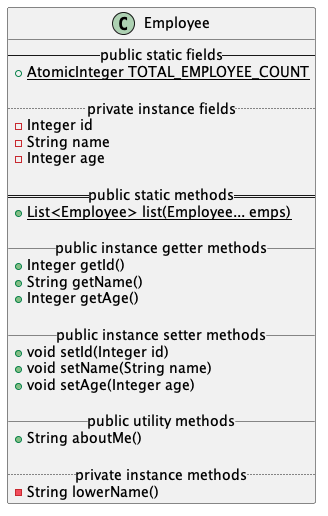 C Employee
public static fields
AtomicInteger TOTAL_EMPLOYEE_COUNT
private instance fields
Integer id
String name
Integer age
public static methods
List<Employee> list(Employee... emps)
public instance getter methods
Integer getId()
String getName()
Integer getAge()
public instance setter methods
void setId(Integer id)
void setName(String name)
void setAge(Integer age)
public utility methods
String aboutMe()
private instance methods
String lowerName()